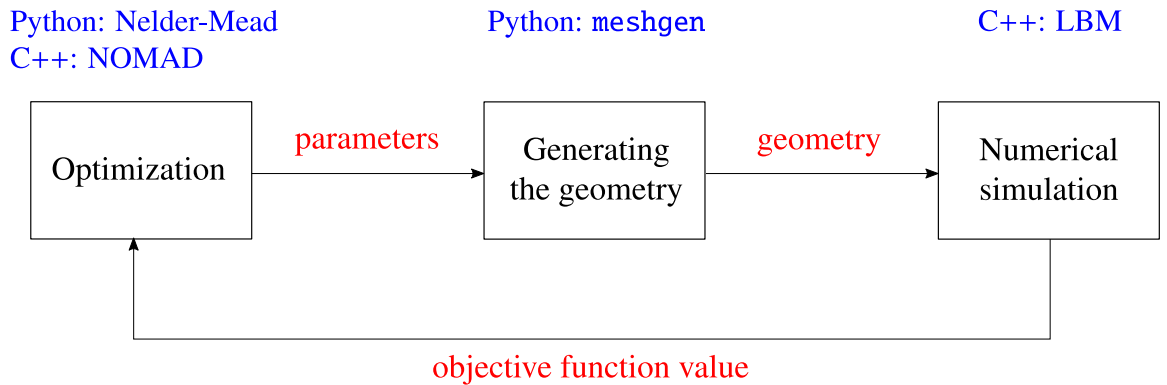 Python: Nelder-Mead
C++: NOMAD
Python: meshgen
C++: LBM
Optimization
parameters
Generating
the geometry
geometry
Numerical
simulation
objective function value